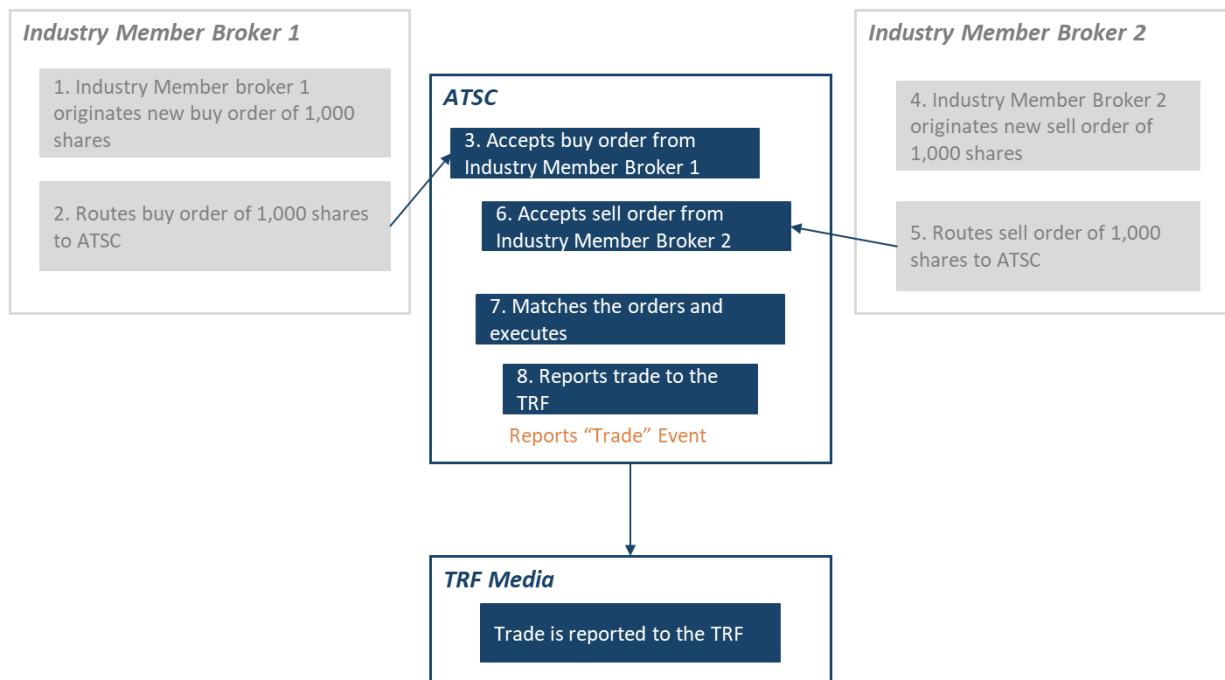 Industry Member Broker 1
1. Industry Member broker 1
originates new buy order of 1,000
shares
2. Routes buy order of 1,000 shares
to ATSC
ATSC
3. Accepts buy order from
Industry Member Broker 1
6. Accepts sell order from
Industry Member Broker 2
7. Matches the orders and
executes
8. Reports trade to the
TRF
Reports “Trade” Event
Industry Member Broker 2
4. Industry Member Broker 2
originates new sell order of
1,000 shares
5. Routes sell order of 1,000
shares to ATSC
TRF Media
Trade is reported to the TRF